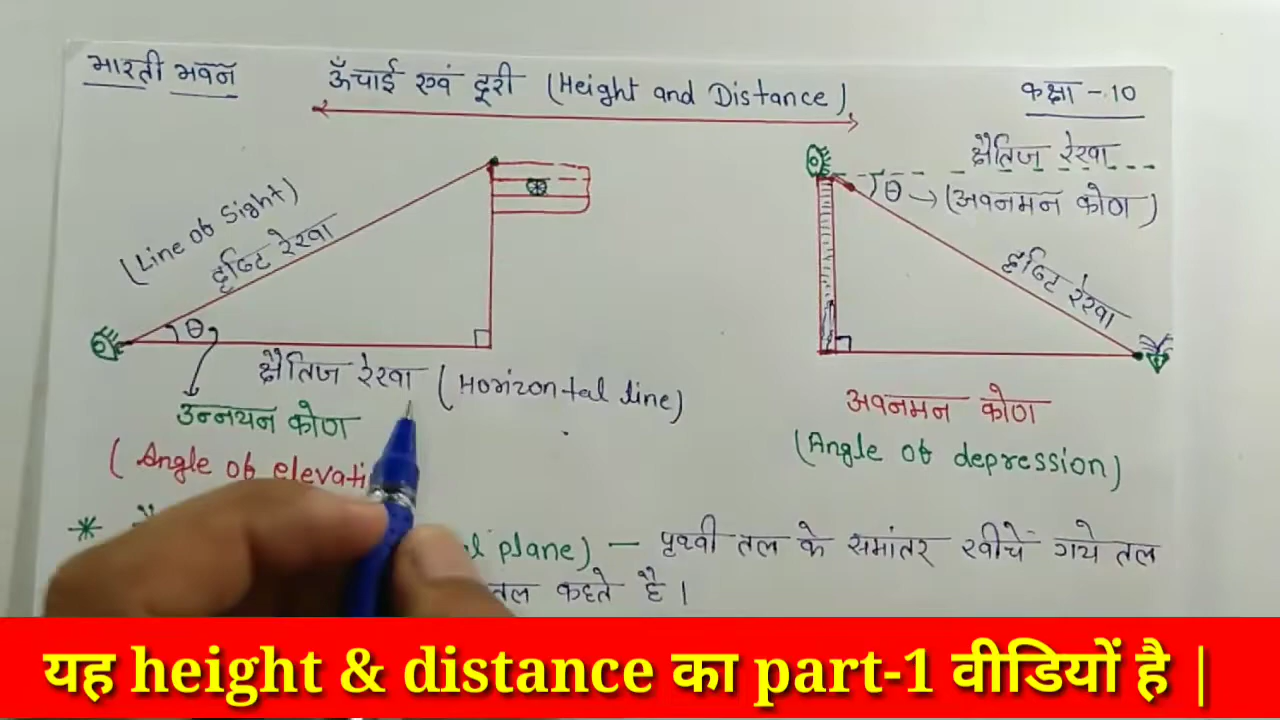 भारती भवन
ऊँचाई एवं दूरी (Height and Distance)
कक्षा - 10
(Line of Sight)
दृष्टि रेखा
θ
क्षैतिज रेखा (Horizontal line)
उन्नयन कोण
(Angle of elevati
क्षैतिज रेखा
θ → (अवनमन कोण)
दृष्टि रेखा
अवनमन कोण
(Angle of depression)
plane) — पृथ्वी तल के समांतर खींचे गये तल
तल कहते है।
यह height & distance का part-1 वीडियों है |